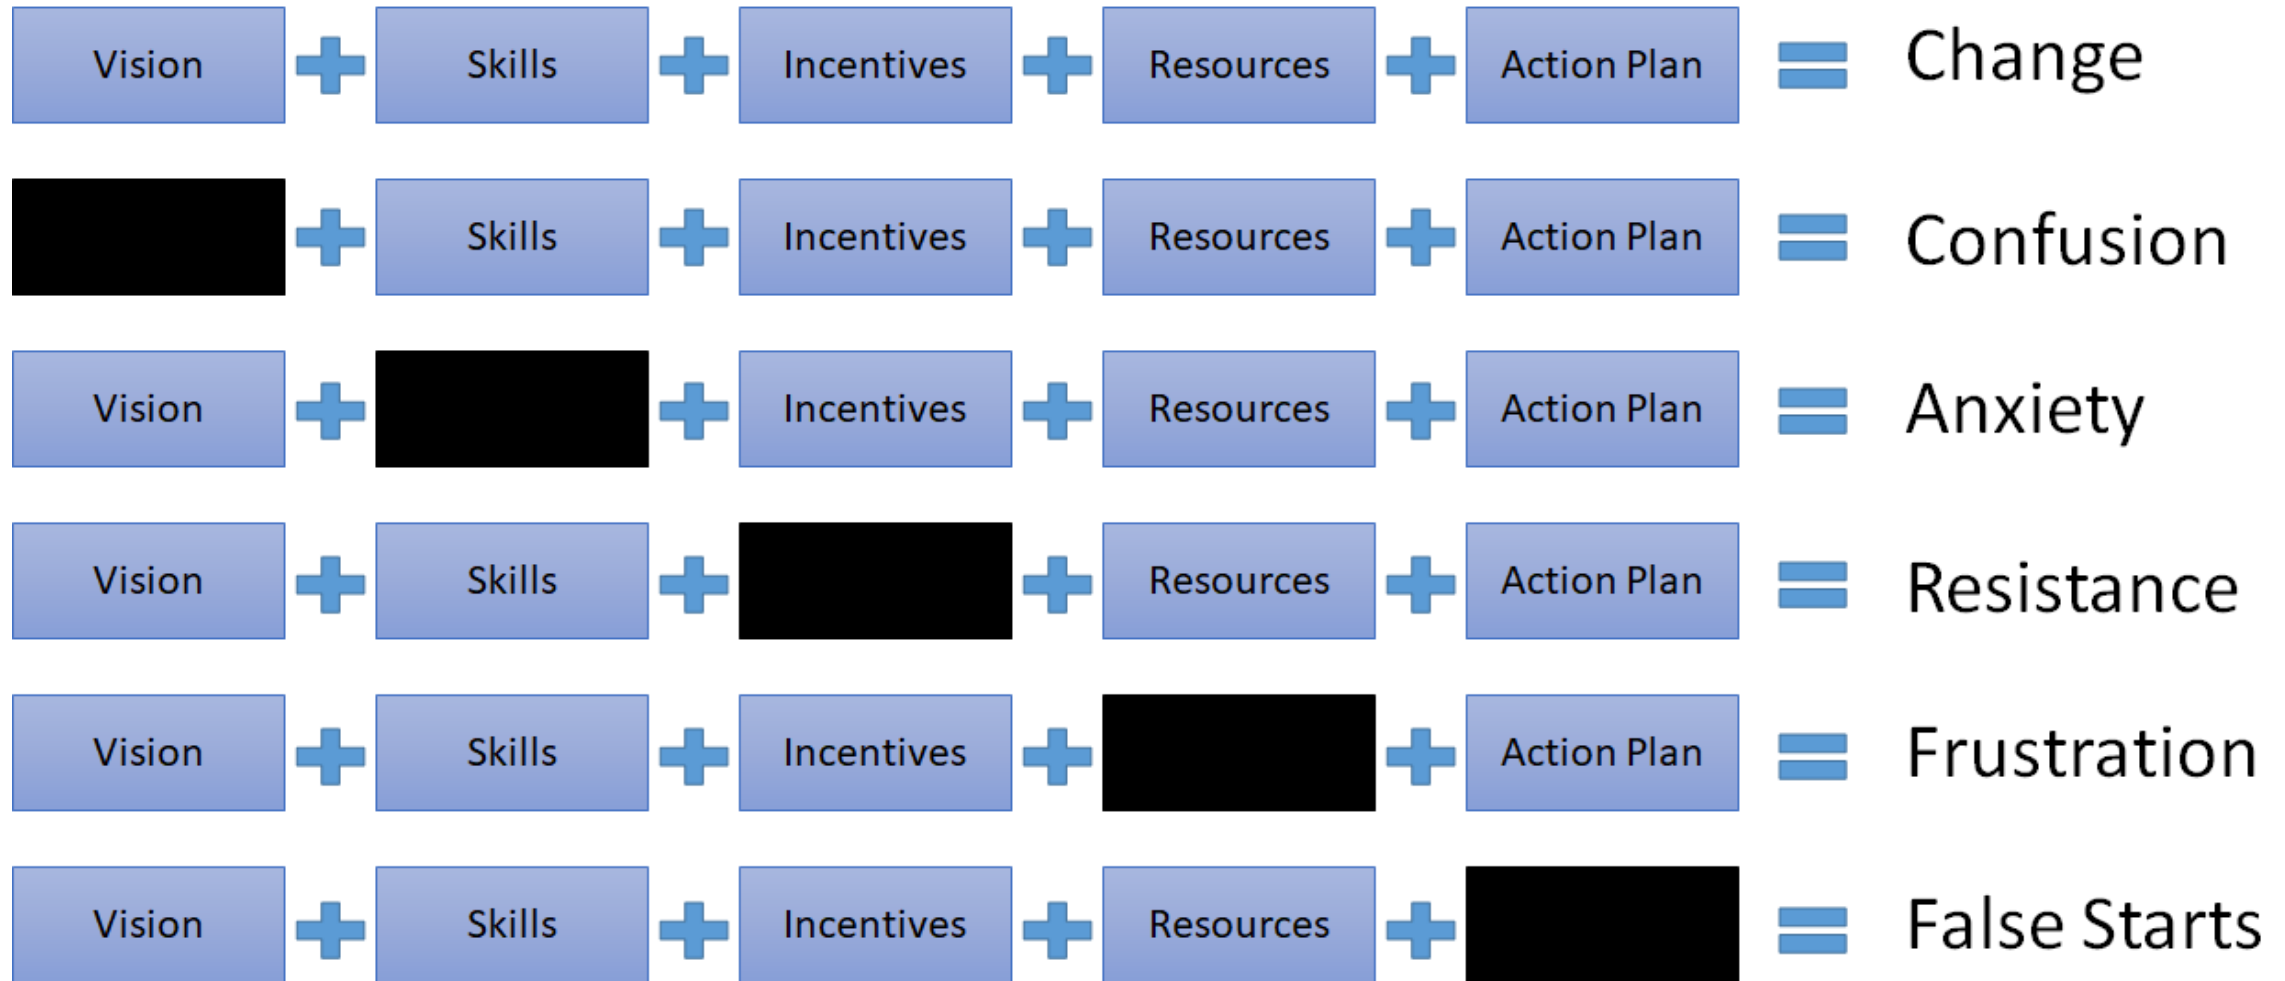 Vision Skills Incentives Resources Action Plan Change
Skills Incentives Resources Action Plan Confusion
Vision Incentives Resources Action Plan Anxiety
Vision Skills Resources Action Plan Resistance
Vision Skills Incentives Action Plan Frustration
Vision Skills Incentives Resources False Starts